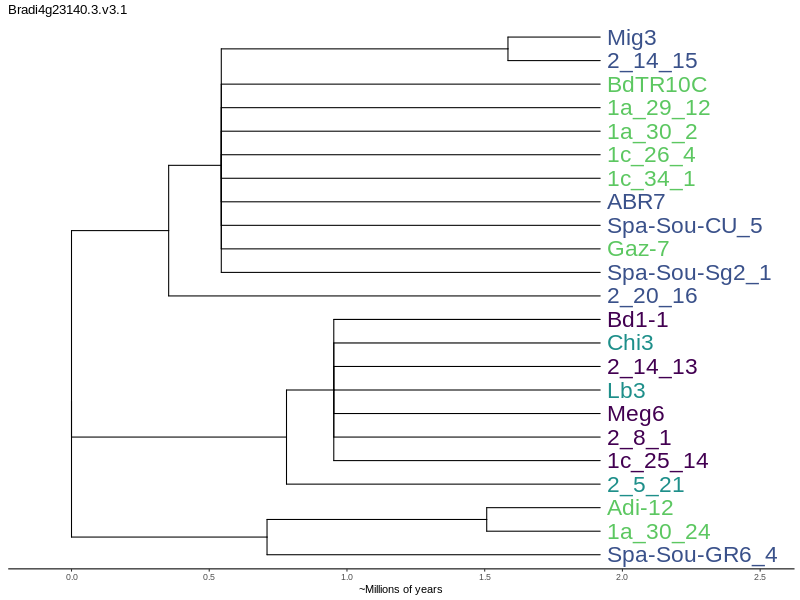 Bradi4g23140.3.v3.1
Mig3
2_14_15
BdTR10C
1a_29_12
1a_30_2
1c_26_4
1c_34_1
ABR7
Spa-Sou-CU_5
Gaz-7
Spa-Sou-Sg2_1
2_20_16
Bd1-1
Chi3
2_14_13
Lb3
Meg6
2_8_1
1c_25_14
2_5_21
Adi-12
1a_30_24
Spa-Sou-GR6_4
0.0 0.5 1.0 1.5 2.0 2.5
~Millions of years